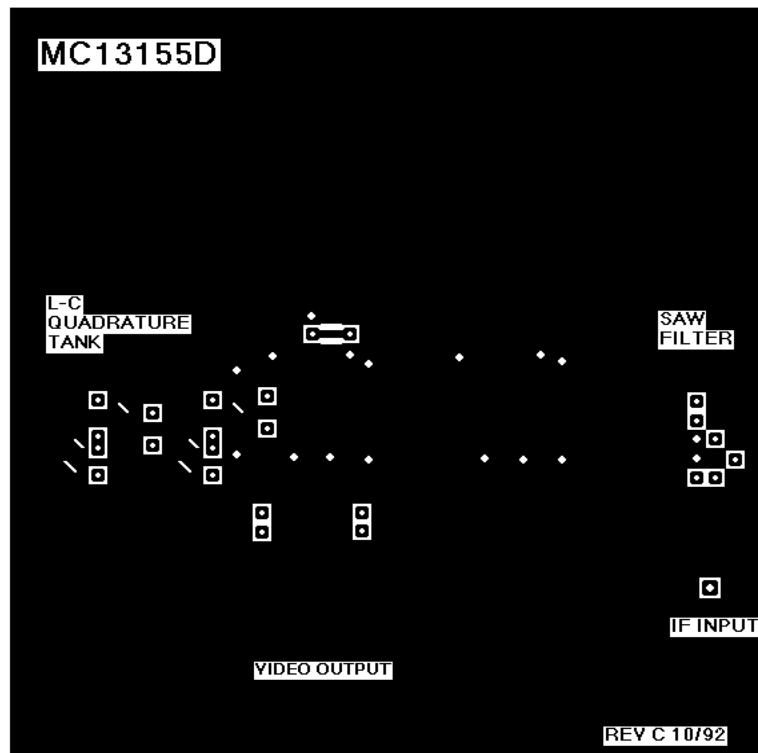 MC13155D
L-C
QUADRATURE
TANK
SAW
FILTER
IF INPUT
VIDEO OUTPUT
REV C 10/92